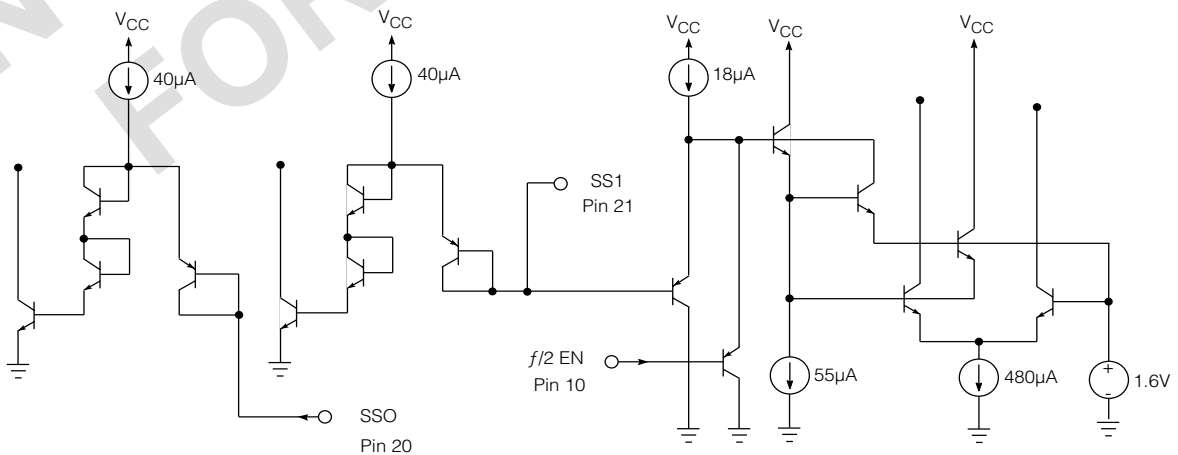 FOR
VCC
VCC
VCC
VCC
VCC
40µA
40µA
18µA
SS1
Pin 21
ƒ/2 EN
Pin 10
55µA
480µA
+
-
1.6V
SSO
Pin 20